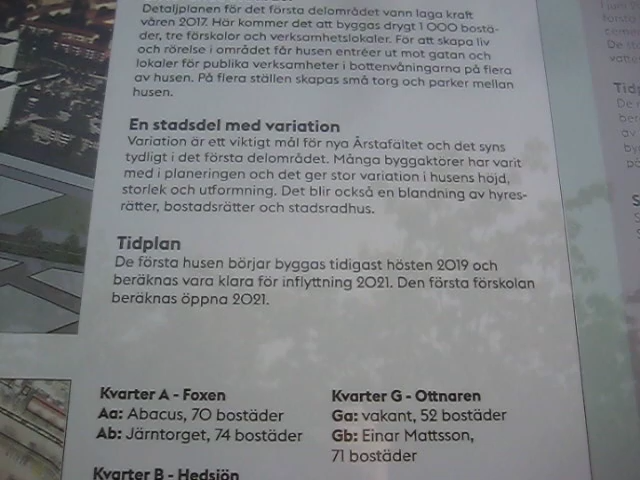 Detaljplanen för det första delområdet vann laga kraft
våren 2017. Här kommer det att byggas drygt 1 000 bostä-
der, tre förskolor och verksamhetslokaler. För att skapa liv
och rörelse i området får husen entréer ut mot gatan och
lokaler för publika verksamheter i bottenvåningarna på flera
av husen. På flera ställen skapas små torg och parker mellan
husen.
En stadsdel med variation
Variation är ett viktigt mål för nya Årstafältet och det syns
tydligt i det första delområdet. Många byggaktörer har varit
med i planeringen och det ger stor variation i husens höjd,
storlek och utformning. Det blir också en blandning av hyres-
rätter, bostadsrätter och stadsradhus.
Tidplan
De första husen börjar byggas tidigast hösten 2019 och
beräknas vara klara för inflyttning 2021. Den första förskolan
beräknas öppna 2021.
Kvarter A - Foxen
Aa: Abacus, 70 bostäder
Ab: Järntorget, 74 bostäder
Kvarter B - Hedsjön
Kvarter G - Ottnaren
Ga: vakant, 52 bostäder
Gb: Einar Mattsson,
71 bostäder